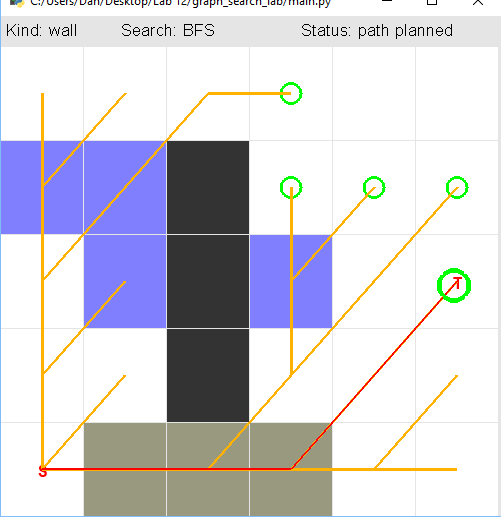 C:/Users/Dan/Desktop/Lab 12/graph_search_lab/main.py
Kind: wall Search: BFS Status: path planned
T
S